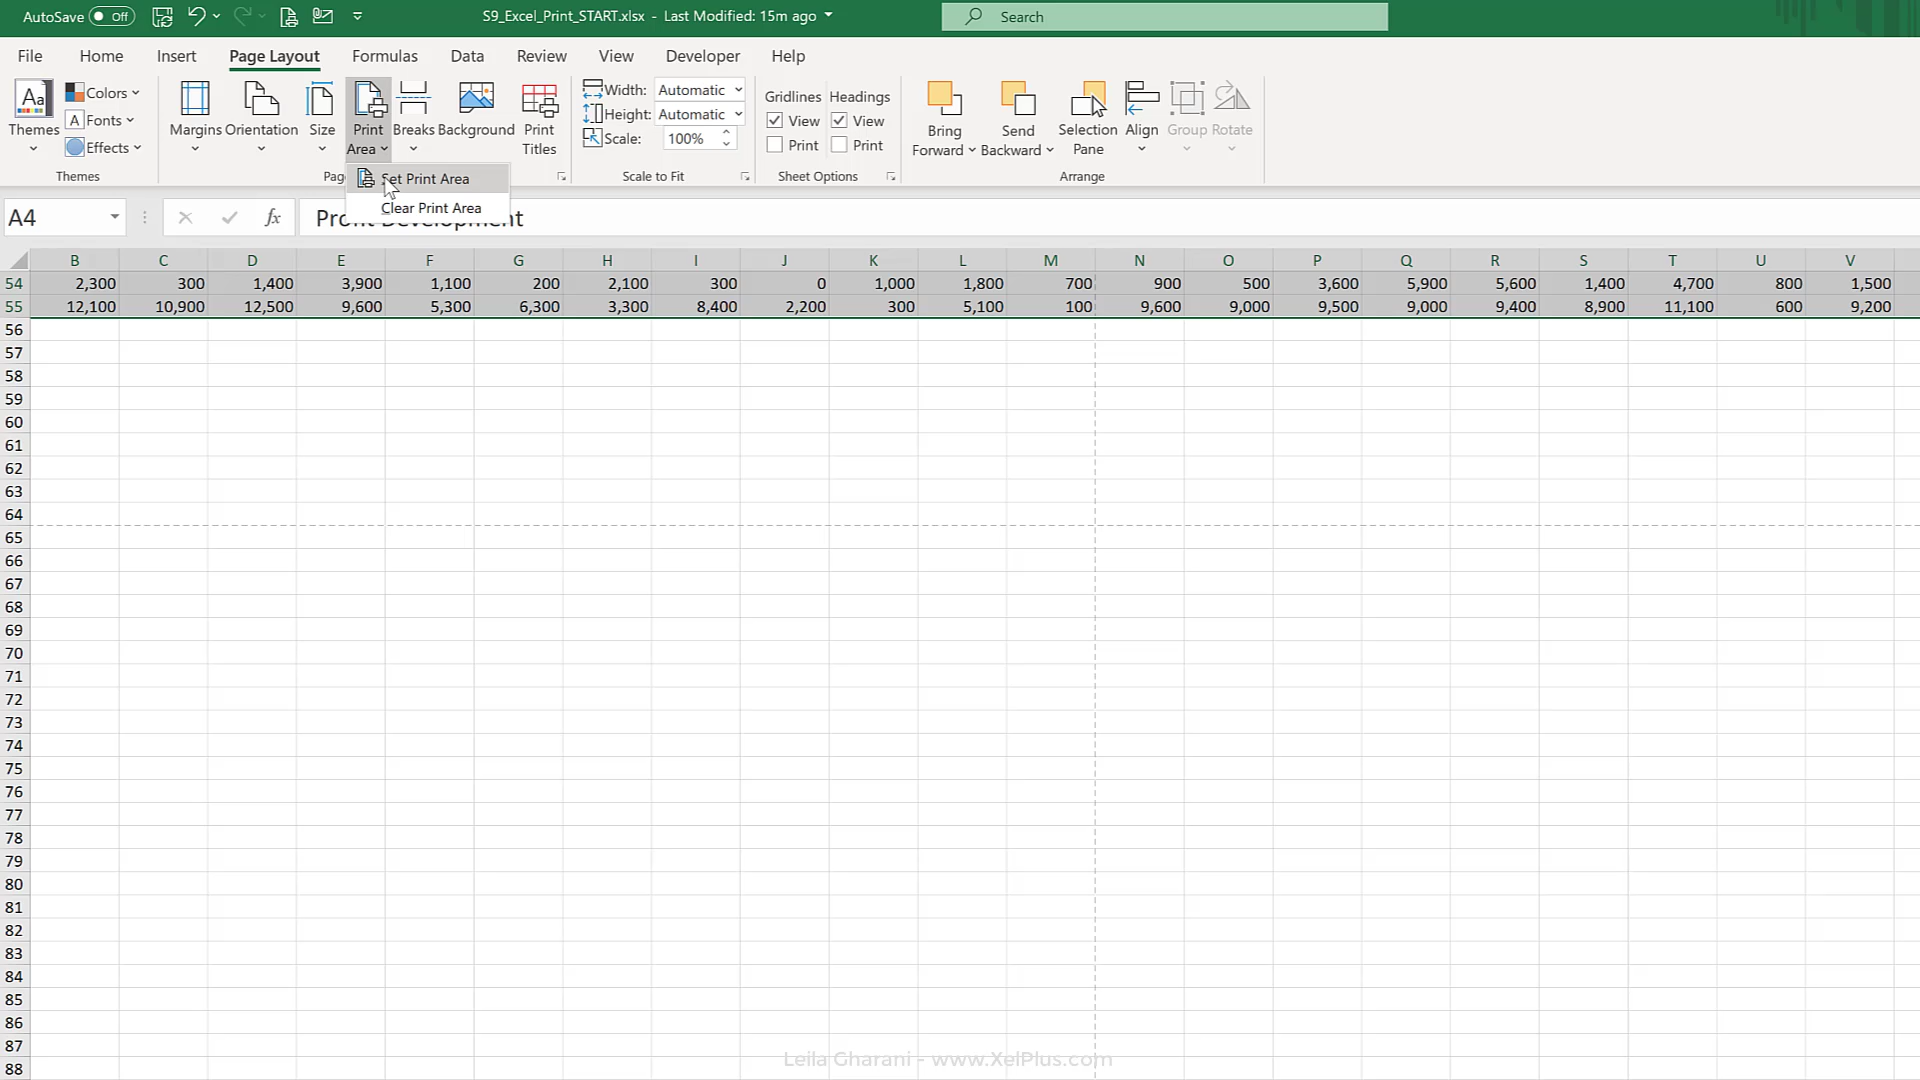 AutoSave Off S9_Excel_Print_START.xlsx - Last Modified: 15m ago Search
File Home Insert Page Layout Formulas Data Review View Developer Help
Themes Colors Fonts Effects Themes
Margins Orientation Size Print Area Breaks Background Print Titles
Width: Automatic Height: Automatic Scale: 100% Scale to Fit
Gridlines View Print Headings View Print Sheet Options
Bring Forward Send Backward Selection Pane Align Group Rotate Arrange
Set Print Area
Clear Print Area
A4 fx Profit Development
B C D E F G H I J K L M N O P Q R S T U V
54 2,300 300 1,400 3,900 1,100 200 2,100 300 0 1,000 1,800 700 900 500 3,600 5,900 5,600 1,400 4,700 800 1,500
55 12,100 10,900 12,500 9,600 5,300 6,300 3,300 8,400 2,200 300 5,100 100 9,600 9,000 9,500 9,000 9,400 8,900 11,100 600 9,200
56
57
58
59
60
61
62
63
64
65
66
67
68
69
70
71
72
73
74
75
76
77
78
79
80
81
82
83
84
85
86
87
88
Leila Gharani - www.XelPlus.com